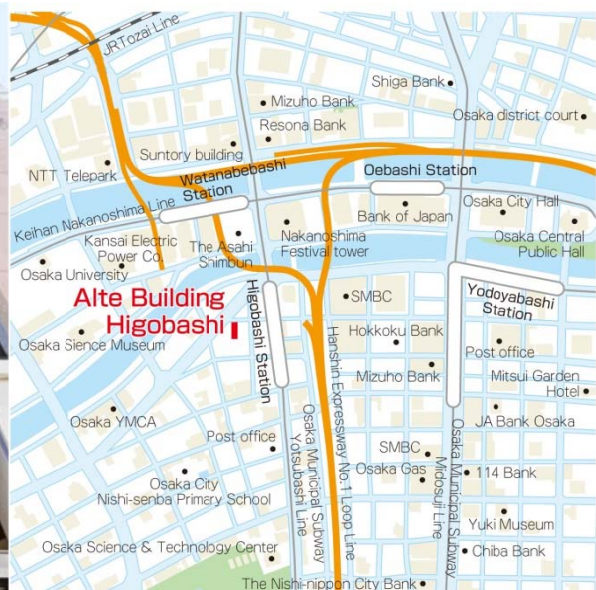 JRTozai Line
Shiga Bank
Mizuho Bank
Osaka district court
Resona Bank
Suntory building
NTT Telepark
Watanabebashi
Station
Oebashi Station
Keihan Nakanoshima Line
Bank of Japan
Osaka City Hall
Kansai Electric
Power Co.
The Asahi
Shimbun
Nakanoshima
Festival tower
Osaka Central
Public Hall
Osaka University
Alte Building
Higobashi
Higobashi Station
SMBC
Yodoyabashi
Station
Osaka Sience Museum
Hokkoku Bank
Post office
Hanshin Expressway No.1 Loop Line
Mizuho Bank
Mitsui Garden
Hotel
Osaka YMCA
JA Bank Osaka
Post office
Osaka Municipal Subway
Yotsubashi Line
SMBC
Osaka Gas
Midosuji Line
Osaka Municipal Subway
114 Bank
Osaka City
Nishi-senba Primary School
Yuki Museum
Osaka Science & Technology Center
Chiba Bank
The Nishi-nippon City Bank